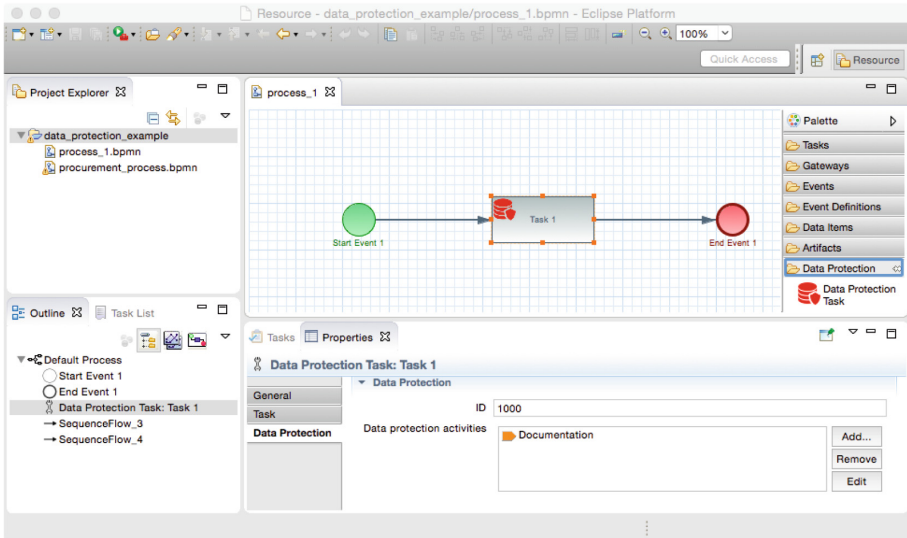 Resource - data_protection_example/process_1.bpmn - Eclipse Platform
100%
Quick Access
Resource
Project Explorer
data_protection_example
process_1.bpmn
procurement_process.bpmn
process_1
Start Event 1
Task 1
End Event 1
Palette
Tasks
Gateways
Events
Event Definitions
Data Items
Artifacts
Data Protection
Data Protection
Task
Outline
Task List
Default Process
Start Event 1
End Event 1
Data Protection Task: Task 1
SequenceFlow_3
SequenceFlow_4
Tasks
Properties
Data Protection Task: Task 1
General
Task
Data Protection
Data Protection
ID
1000
Data protection activities
Documentation
Add...
Remove
Edit